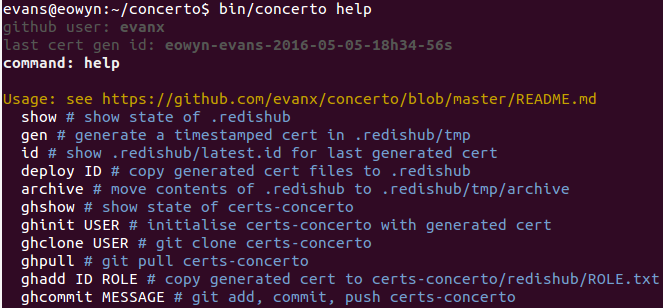 evans@eowyn:~/concerto$ bin/concerto help
github user: evanx
last cert gen id: eowyn-evans-2016-05-05-18h34-56s
command: help
Usage: see https://github.com/evanx/concerto/blob/master/README.md
show # show state of .redishub
gen # generate a timestamped cert in .redishub/tmp
id # show .redishub/latest.id for last generated cert
deploy ID # copy generated cert files to .redishub
archive # move contents of .redishub to .redishub/tmp/archive
ghshow # show state of certs-concerto
ghinit USER # initialise certs-concerto with generated cert
ghclone USER # git clone certs-concerto
ghpull # git pull certs-concerto
ghadd ID ROLE # copy generated cert to certs-concerto/redishub/ROLE.txt
ghcommit MESSAGE # git add, commit, push certs-concerto